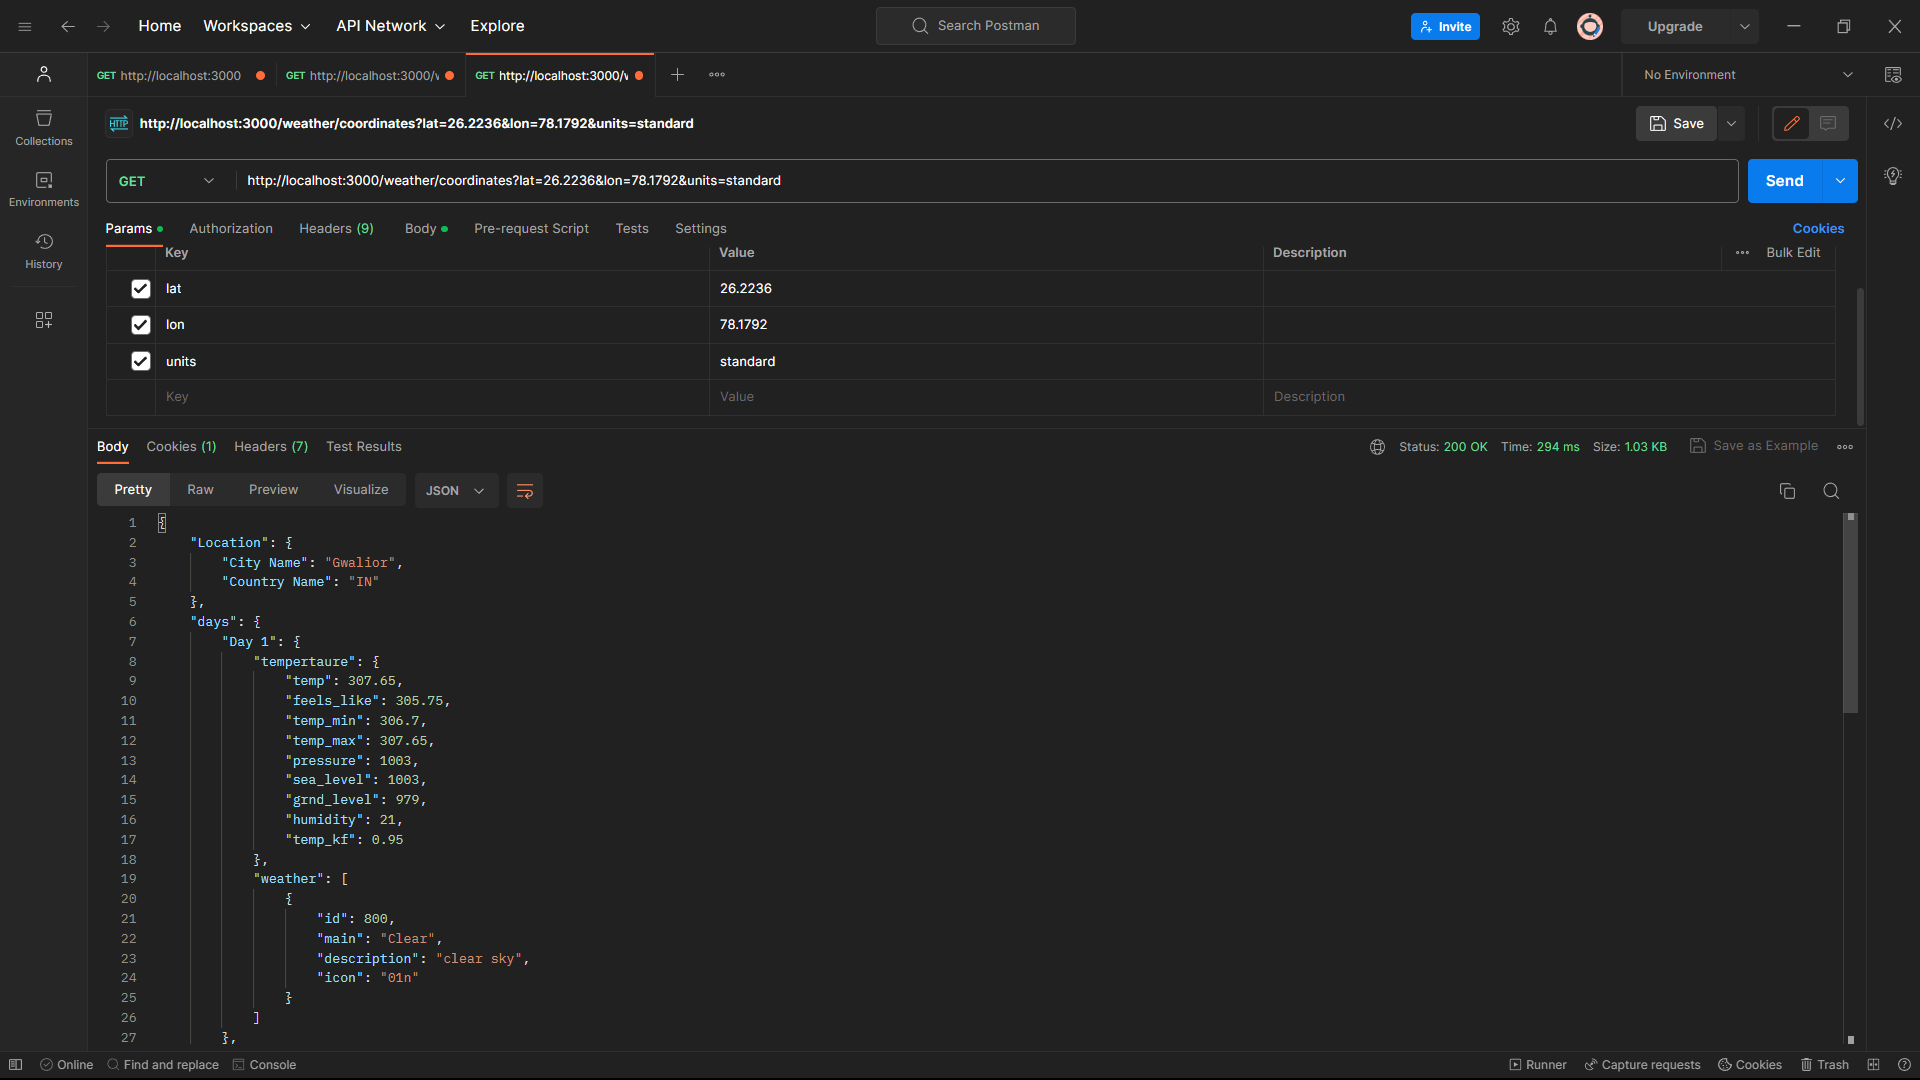 Home Workspaces API Network Explore Search Postman Invite Upgrade
GET http://localhost:3000 GET http://localhost:3000/v GET http://localhost:3000/v No Environment
HTTP http://localhost:3000/weather/coordinates?lat=26.2236&lon=78.1792&units=standard Save
Collections
GET http://localhost:3000/weather/coordinates?lat=26.2236&lon=78.1792&units=standard Send
Environments
Params Authorization Headers (9) Body Pre-request Script Tests Settings Cookies
History
Key Value Description Bulk Edit
lat 26.2236
lon 78.1792
units standard
Key Value Description
Body Cookies (1) Headers (7) Test Results Status: 200 OK Time: 294 ms Size: 1.03 KB Save as Example
Pretty Raw Preview Visualize JSON
1 {
2 "Location": {
3 "City Name": "Gwalior",
4 "Country Name": "IN"
5 },
6 "days": {
7 "Day 1": {
8 "tempertaure": {
9 "temp": 307.65,
10 "feels_like": 305.75,
11 "temp_min": 306.7,
12 "temp_max": 307.65,
13 "pressure": 1003,
14 "sea_level": 1003,
15 "grnd_level": 979,
16 "humidity": 21,
17 "temp_kf": 0.95
18 },
19 "weather": [
20 {
21 "id": 800,
22 "main": "Clear",
23 "description": "clear sky",
24 "icon": "01n"
25 }
26 ]
27 },
Online Find and replace Console Runner Capture requests Cookies Trash